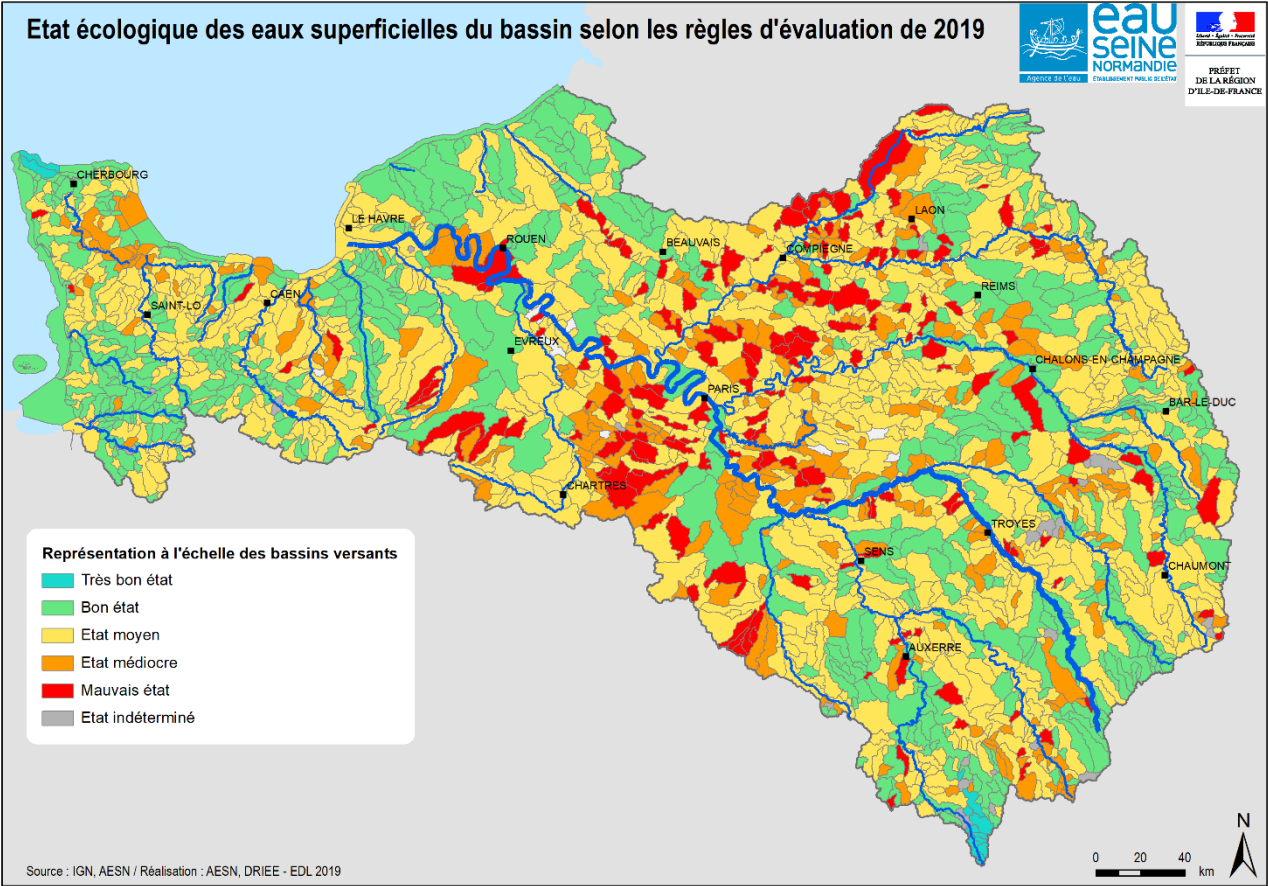 Etat écologique des eaux superficielles du bassin selon les règles d'évaluation de 2019
eau
SEINE
NORMANDIE
Agence de l'eau
ÉTABLISSEMENT PUBLIC DE L'ÉTAT
Liberté • Égalité • Fraternité
RÉPUBLIQUE FRANÇAISE
PRÉFET
DE LA RÉGION
D'ILE-DE-FRANCE
CHERBOURG
LE HAVRE
ROUEN
BEAUVAIS
COMPIEGNE
LAON
SAINT-LO
CAEN
REIMS
EVREUX
CHALONS-EN-CHAMPAGNE
PARIS
BAR-LE-DUC
CHARTRES
TROYES
SENS
CHAUMONT
AUXERRE
Représentation à l'échelle des bassins versants
Très bon état
Bon état
Etat moyen
Etat médiocre
Mauvais état
Etat indéterminé
N
0 20 40
km
Source : IGN, AESN / Réalisation : AESN, DRIEE - EDL 2019